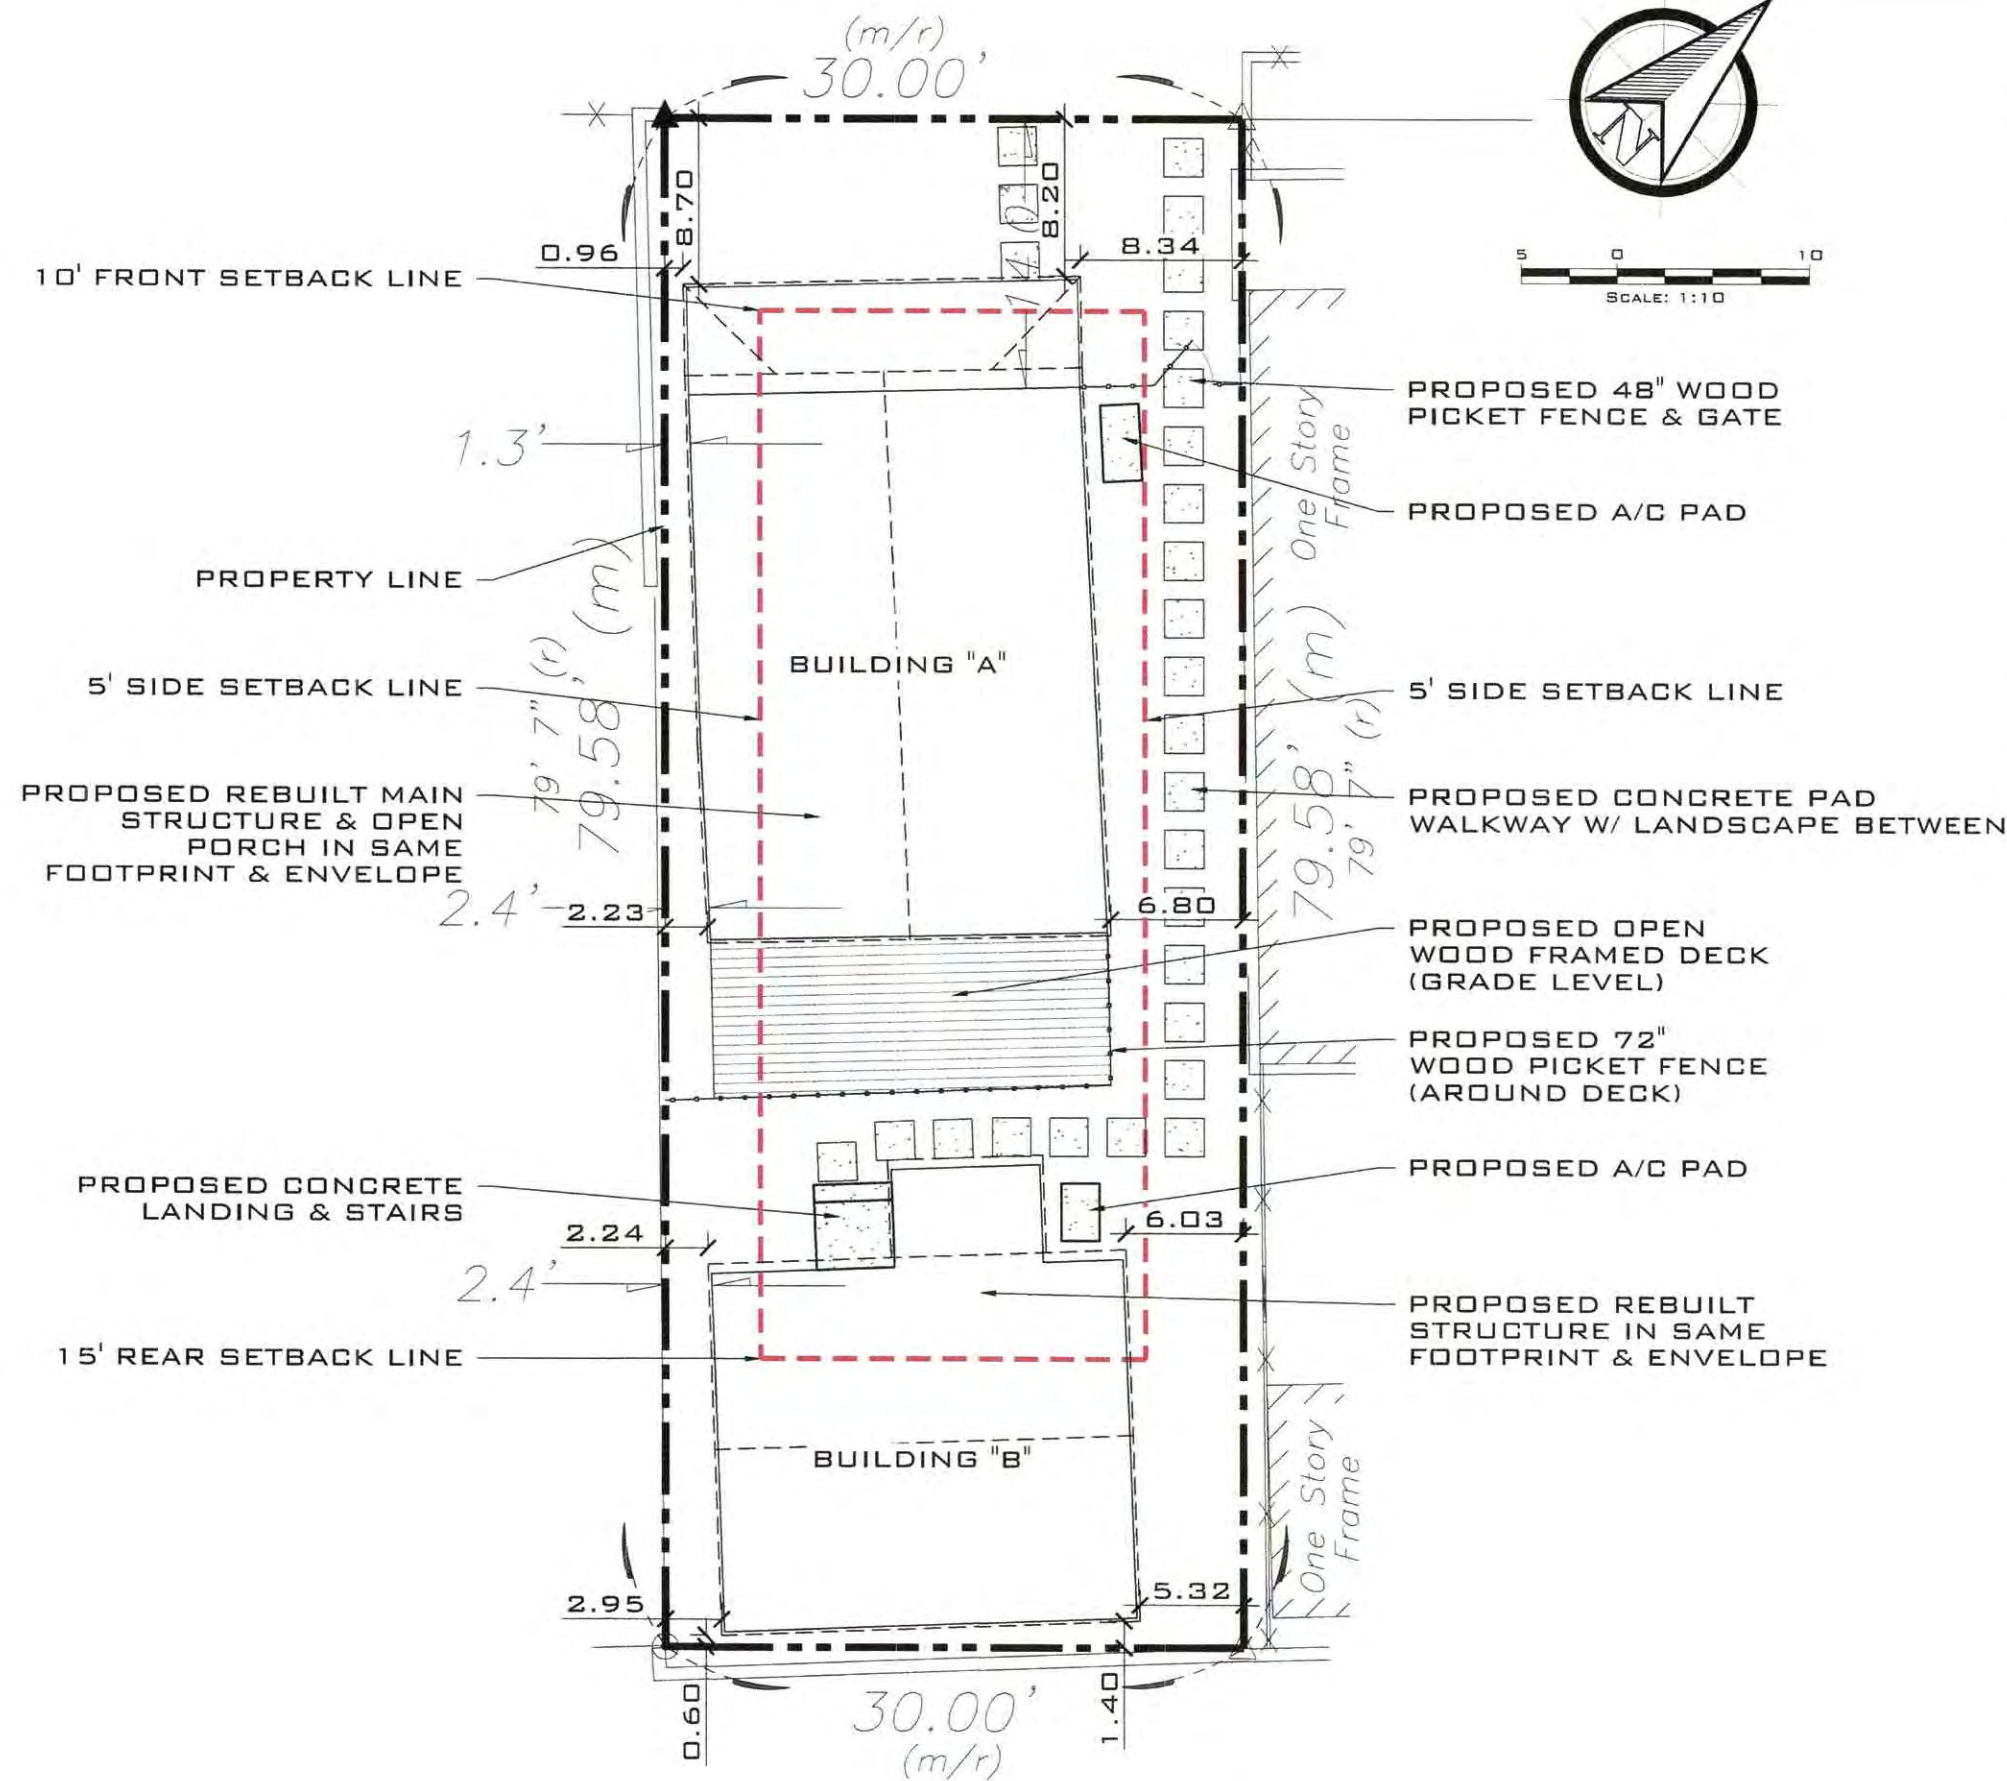 (m/r)
30.00'
N
8.70
8.20
0.96
8.34
14.0
5 0 10
SCALE: 1:10
10' FRONT SETBACK LINE
1.3'
PROPERTY LINE
79' 7" (r)
79.58' (m)
5' SIDE SETBACK LINE
PROPOSED REBUILT MAIN
STRUCTURE & OPEN
PORCH IN SAME
FOOTPRINT & ENVELOPE
2.4'
2.23
BUILDING "A"
6.80
PROPOSED 48" WOOD
PICKET FENCE & GATE
One Story
Frame
PROPOSED A/C PAD
5' SIDE SETBACK LINE
79.58' (m)
79' 7" (r)
PROPOSED CONCRETE PAD
WALKWAY W/ LANDSCAPE BETWEEN
PROPOSED OPEN
WOOD FRAMED DECK
(GRADE LEVEL)
PROPOSED 72"
WOOD PICKET FENCE
(AROUND DECK)
PROPOSED CONCRETE
LANDING & STAIRS
2.24
2.4'
15' REAR SETBACK LINE
PROPOSED A/C PAD
6.03
PROPOSED REBUILT
STRUCTURE IN SAME
FOOTPRINT & ENVELOPE
BUILDING "B"
One Story
Frame
2.95
5.32
0.60
1.40
30.00'
(m/r)